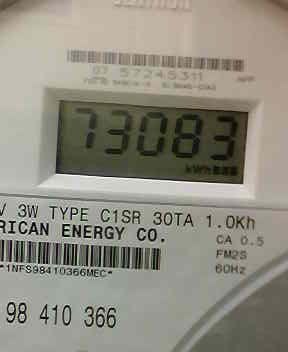 07 57245311 APP
73083
kWh
V 3W TYPE C1SR 30TA 1.0Kh
RICAN ENERGY CO.
CA 0.5
FM2S
60Hz
*1NFS98410366MEC*
98 410 366